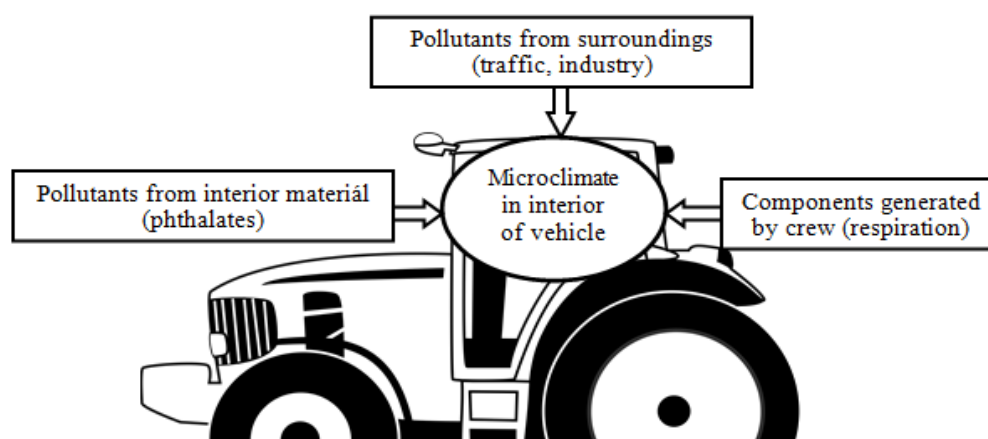 Pollutants from surroundings
(traffic, industry)
Pollutants from interior materiál
(phthalates)
Microclimate
in interior
of vehicle
Components generated
by crew (respiration)